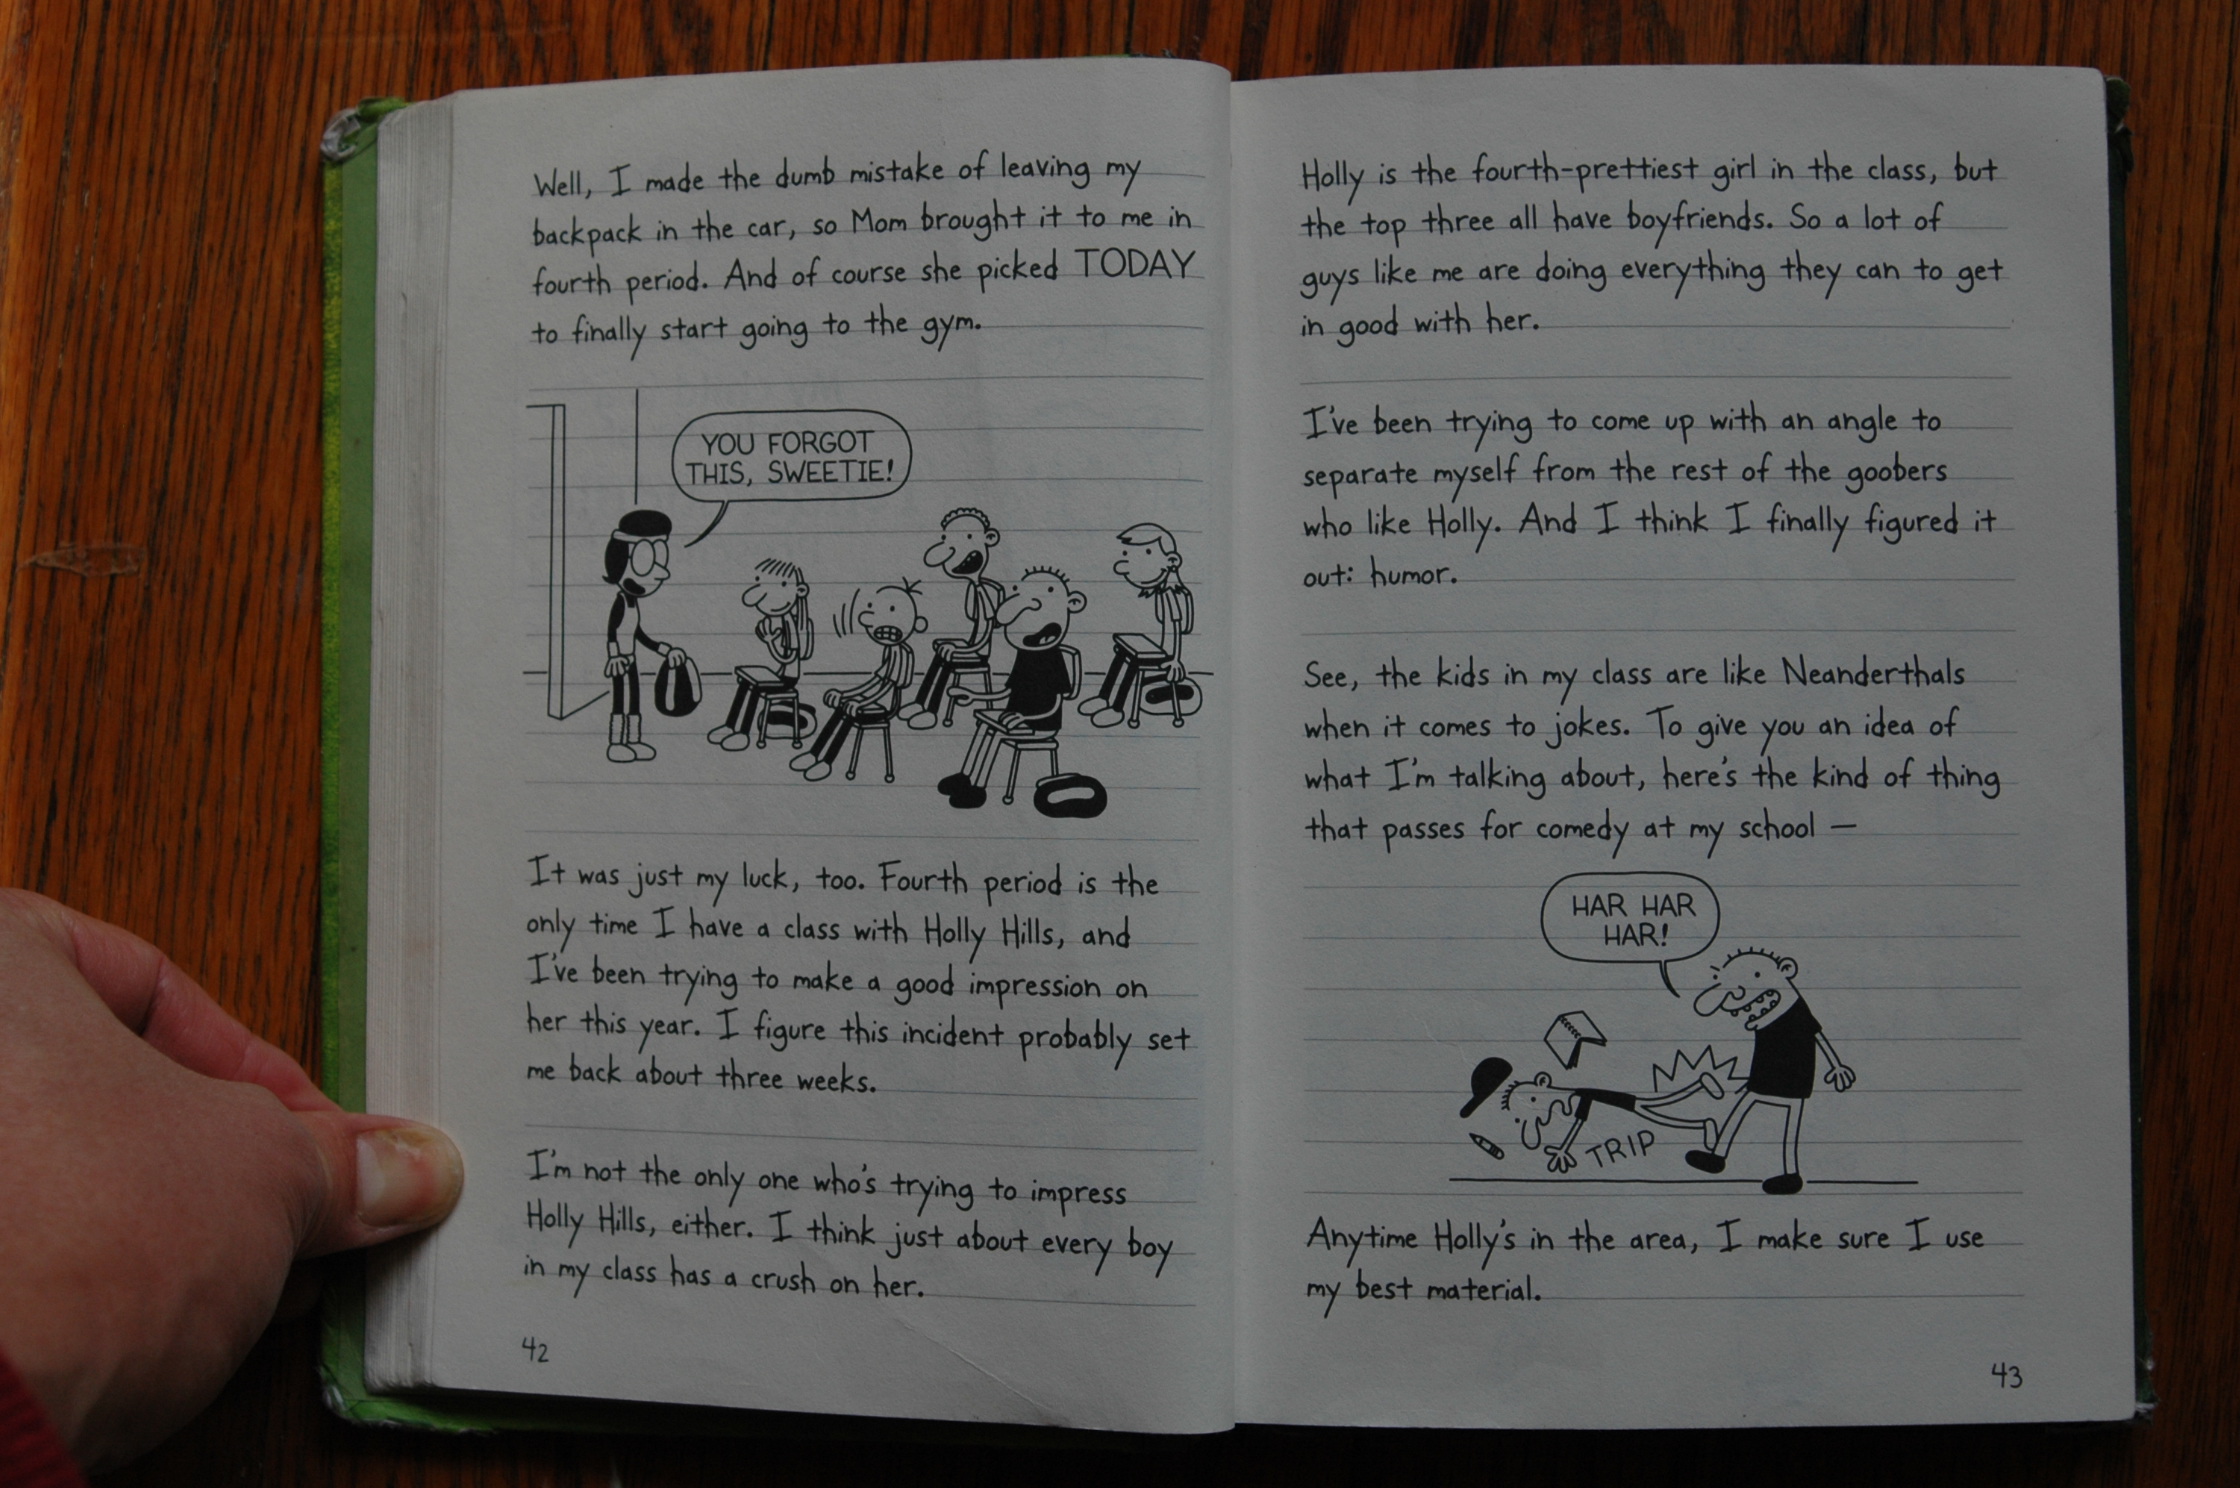 Well, I made the dumb mistake of leaving my
backpack in the car, so Mom brought it to me in
fourth period. And of course she picked TODAY
to finally start going to the gym.
YOU FORGOT
THIS, SWEETIE!
It was just my luck, too. Fourth period is the
only time I have a class with Holly Hills, and
I've been trying to make a good impression on
her this year. I figure this incident probably set
me back about three weeks.
I'm not the only one who's trying to impress
Holly Hills, either. I think just about every boy
in my class has a crush on her.
42
Holly is the fourth-prettiest girl in the class, but
the top three all have boyfriends. So a lot of
guys like me are doing everything they can to get
in good with her.
I've been trying to come up with an angle to
separate myself from the rest of the goobers
who like Holly. And I think I finally figured it
out: humor.
See, the kids in my class are like Neanderthals
when it comes to jokes. To give you an idea of
what I'm talking about, here's the kind of thing
that passes for comedy at my school —
HAR HAR
HAR!
TRIP
Anytime Holly's in the area, I make sure I use
my best material.
43